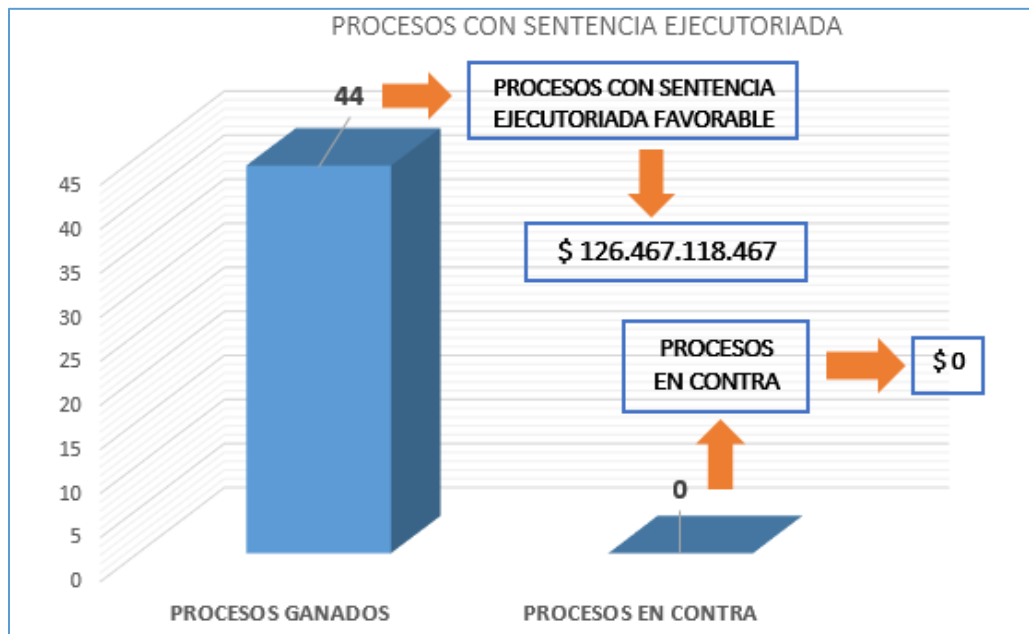 PROCESOS CON SENTENCIA EJECUTORIADA
44
PROCESOS CON SENTENCIA
EJECUTORIADA FAVORABLE
$ 126.467.118.467
PROCESOS
EN CONTRA
$ 0
0
45
40
35
30
25
20
15
10
5
0
PROCESOS GANADOS
PROCESOS EN CONTRA